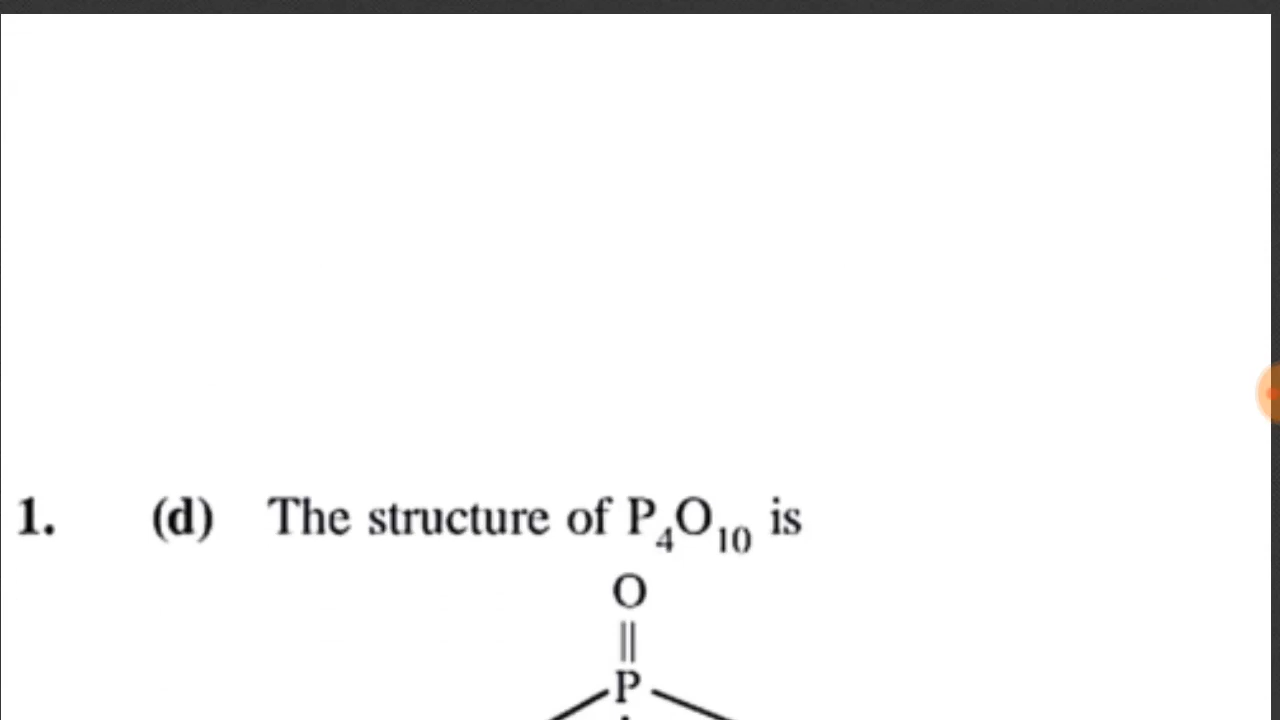 1. (d) The structure of P₄O₁₀ is
O
||
P